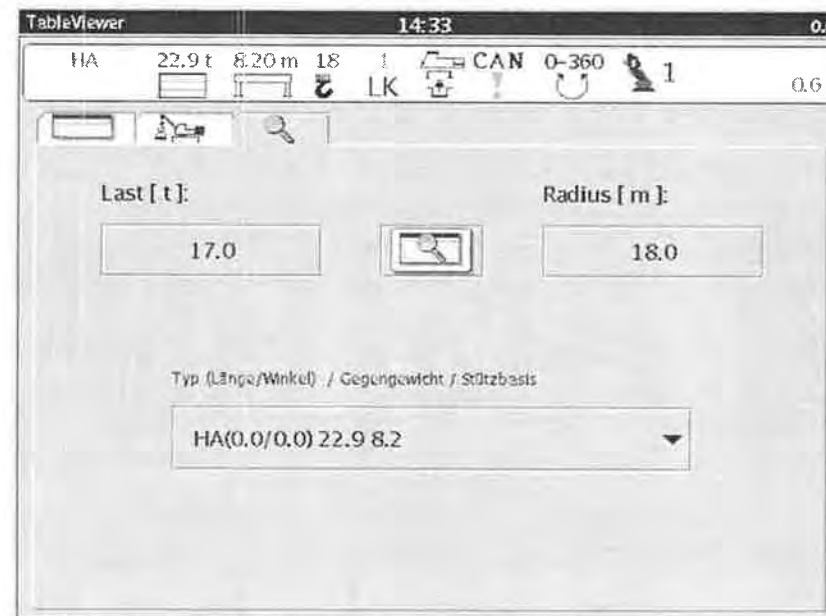 TableViewer 14:33 0.
HA 22.9 t 8.20 m 18 1 CAN 0-360 1
LK 0.6
Last [ t ]: Radius [ m ]:
17.0 18.0
Typ (Länge/Winkel) / Gegengewicht / Stützbasis
HA(0.0/0.0) 22.9 8.2